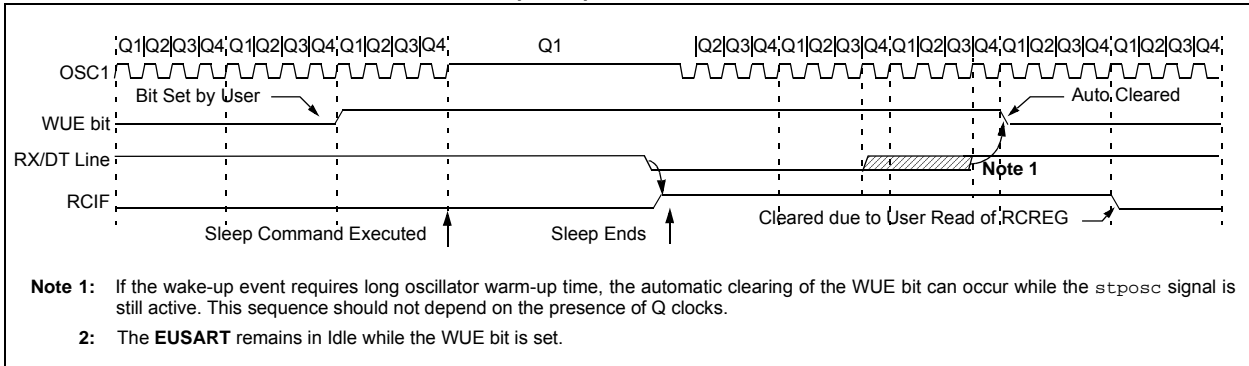 Q1|Q2|Q3|Q4 Q1|Q2|Q3|Q4 Q1|Q2|Q3|Q4 Q1 Q2|Q3|Q4 Q1|Q2|Q3|Q4 Q1|Q2|Q3|Q4 Q1|Q2|Q3|Q4 Q1|Q2|Q3|Q4
OSC1
Bit Set by User
Auto Cleared
WUE bit
RX/DT Line
Note 1
RCIF
Cleared due to User Read of RCREG
Sleep Command Executed
Sleep Ends
Note 1: If the wake-up event requires long oscillator warm-up time, the automatic clearing of the WUE bit can occur while the stposc signal is
still active. This sequence should not depend on the presence of Q clocks.
2: The EUSART remains in Idle while the WUE bit is set.